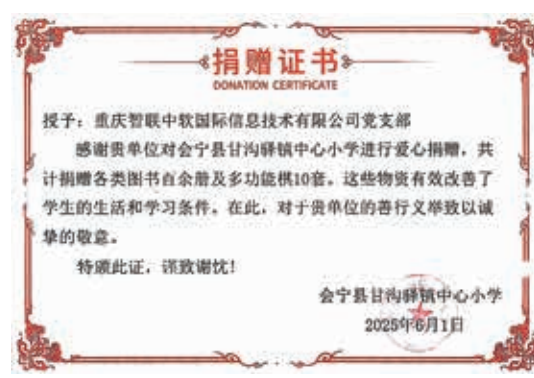 捐赠证书
DONATION CERTIFICATE
授予：重庆智联中软国际信息技术有限公司党支部
感谢贵单位对会宁县甘沟驿镇中心小学进行爱心捐赠，共
计捐赠各类图书百余册及多功能棋10套。这些物资有效改善了
学生的生活和学习条件。在此，对于贵单位的善行义举致以诚
挚的敬意。
特颁此证，谨致谢忱！
会宁县甘沟驿镇中心小学
2025年6月1日